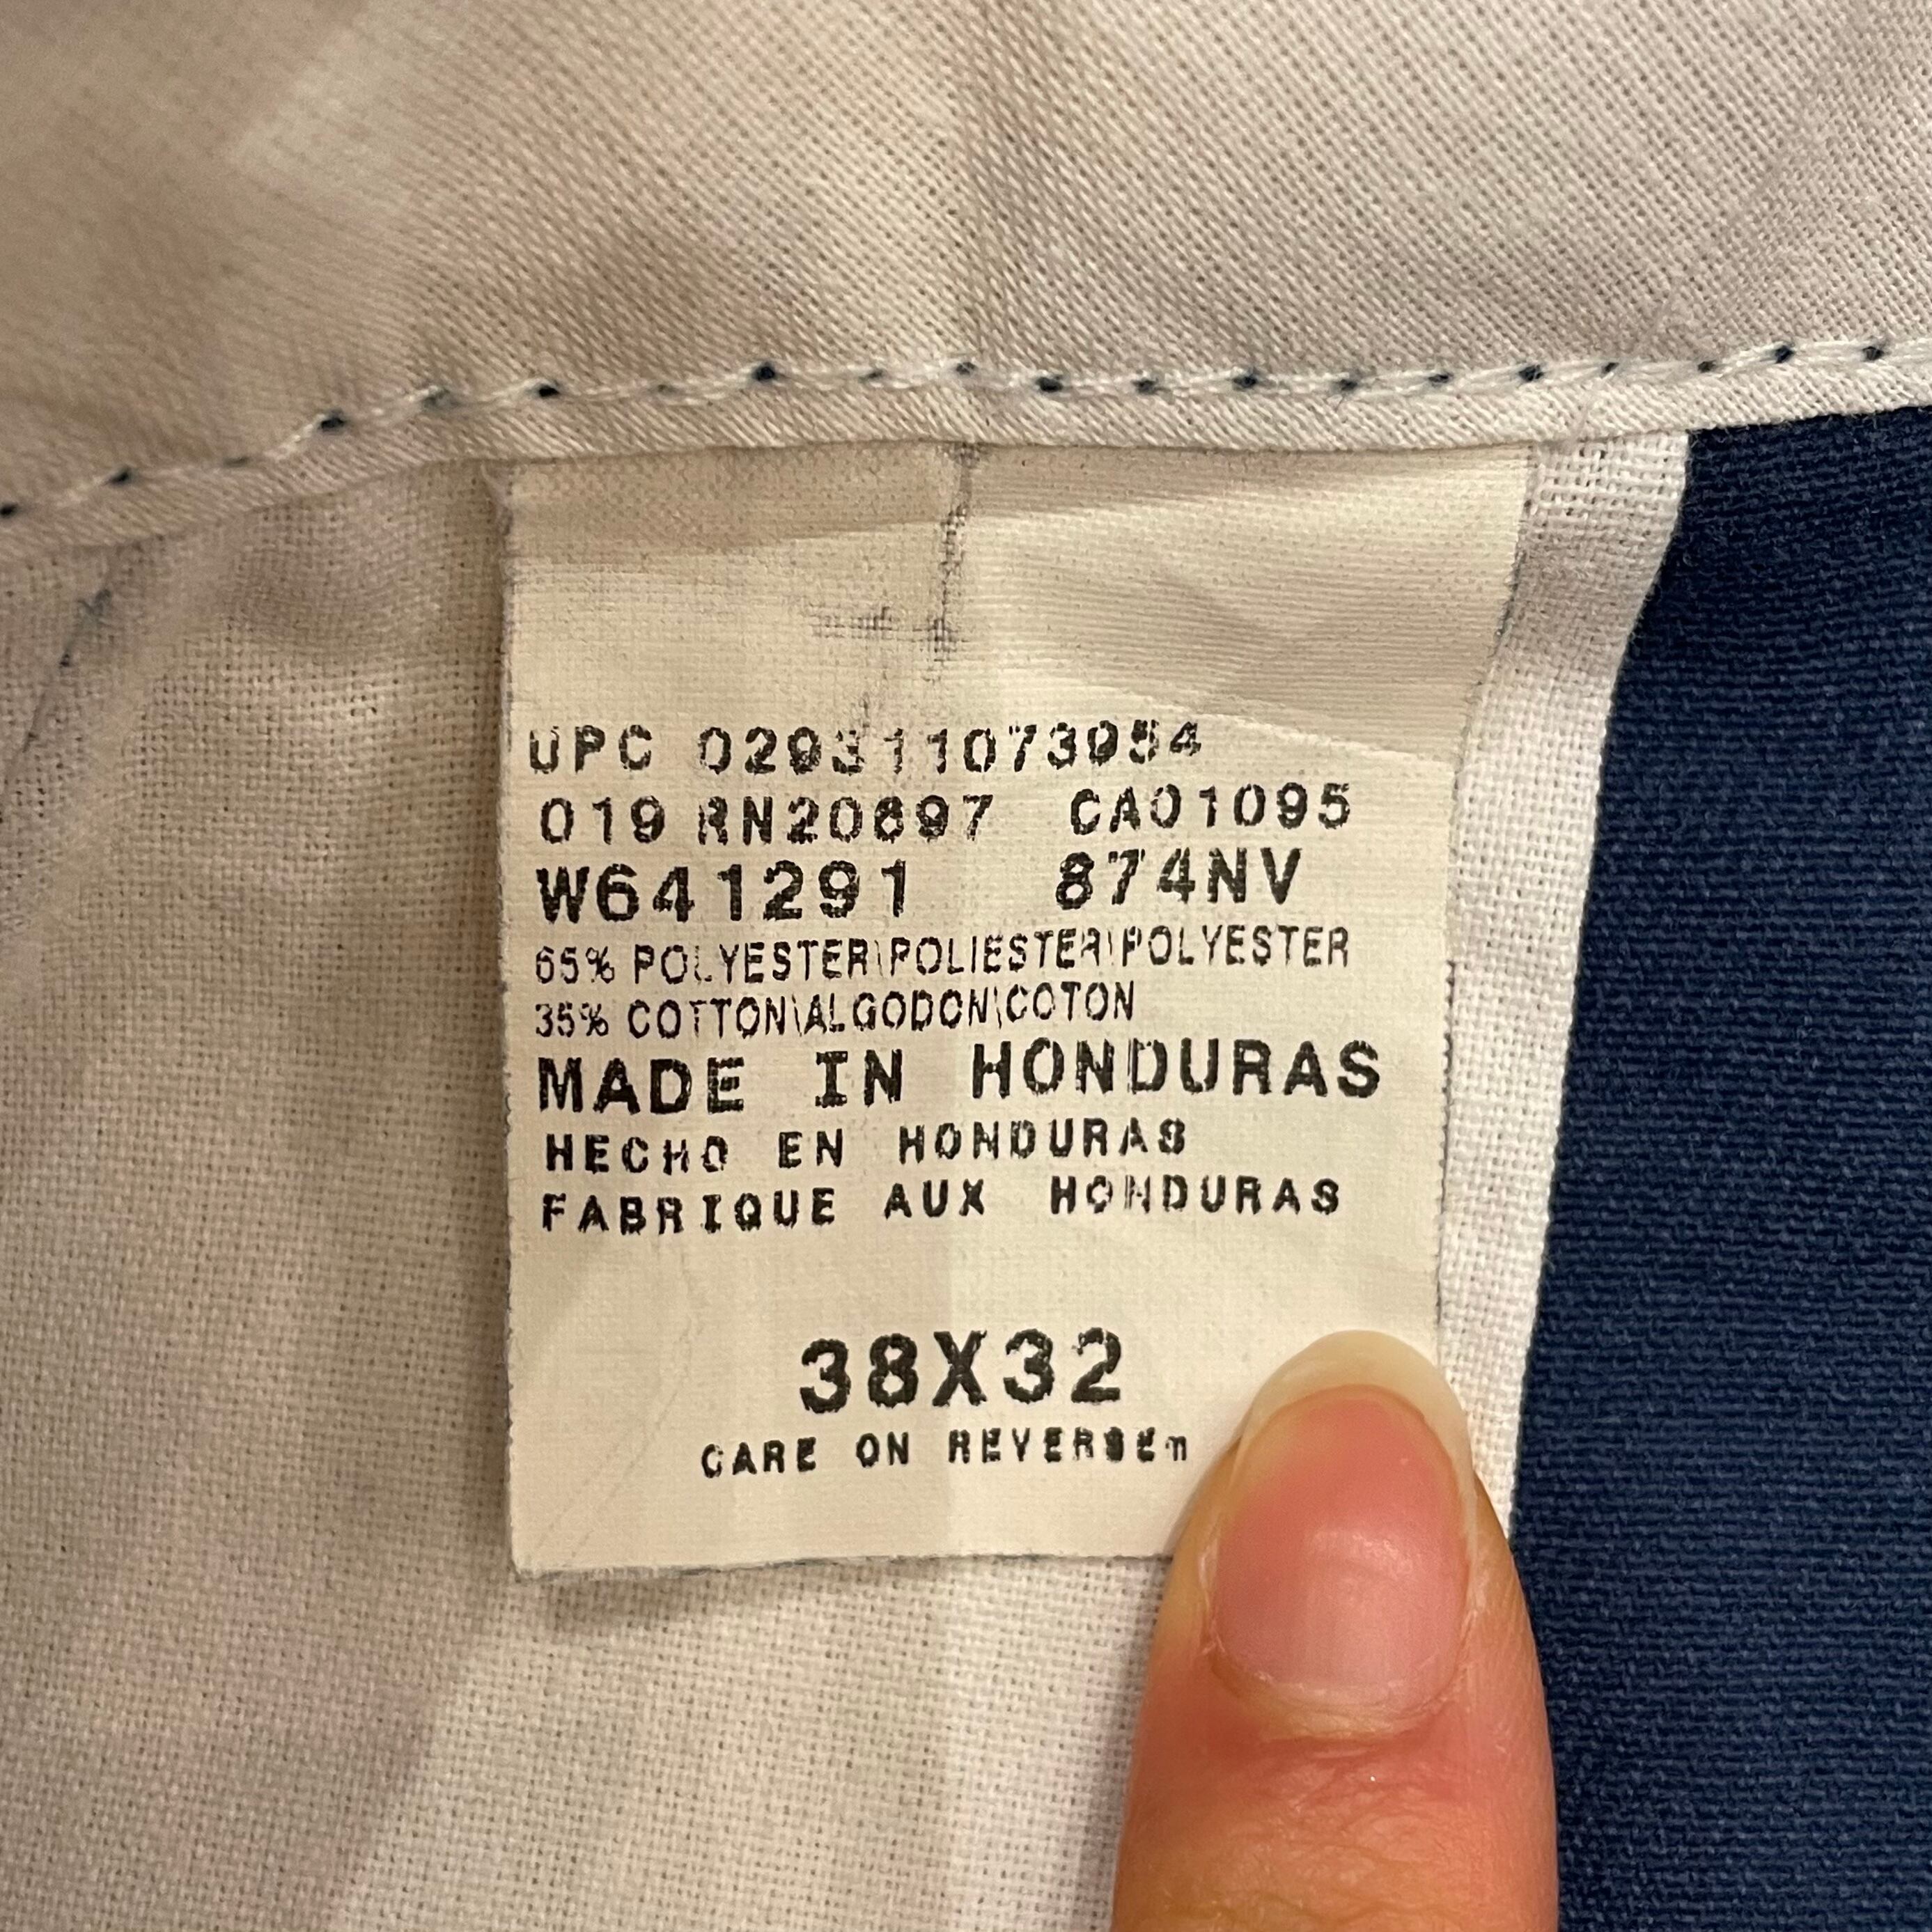 UPC 029311073954
019 RN20697 CA01095
W641291 874NV
65% POLYESTER\POLIESTER\POLYESTER
35% COTTON\ALGODON\COTON
MADE IN HONDURAS
HECHO EN HONDURAS
FABRIQUE AUX HONDURAS
38X32
CARE ON REVERSEm